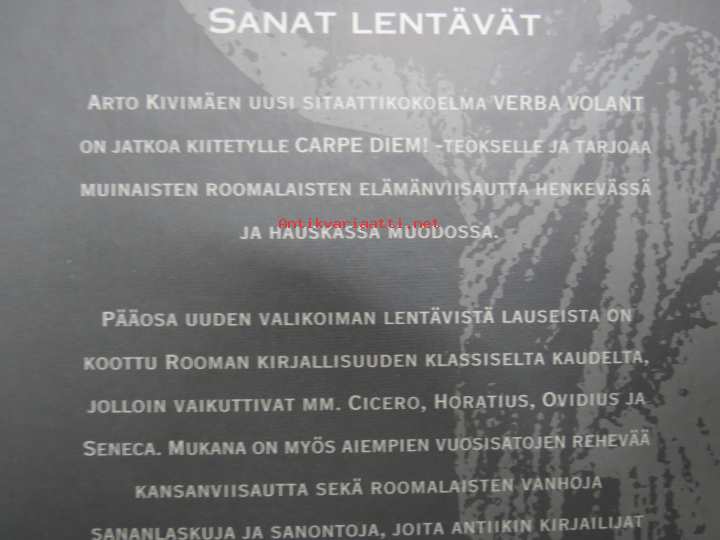 SANAT LENTÄVÄT
ARTO KIVIMÄEN UUSI SITAATTIKOKOELMA VERBA VOLANT
ON JATKOA KIITETYLLE CARPE DIEM! -TEOKSELLE JA TARJOAA
MUINAISTEN ROOMALAISTEN ELÄMÄNVIISAUTTA HENKEVÄSSÄ
Antikvariaatti.net
JA HAUSKASSA MUODOSSA.
PÄÄOSA UUDEN VALIKOIMAN LENTÄVISTÄ LAUSEISTA ON
KOOTTU ROOMAN KIRJALLISUUDEN KLASSISELTA KAUDELTA,
JOLLOIN VAIKUTTIVAT MM. CICERO, HORATIUS, OVIDIUS JA
SENECA. MUKANA ON MYÖS AIEMPIEN VUOSISATOJEN REHEVÄÄ
KANSANVIISAUTTA SEKÄ ROOMALAISTEN VANHOJA
SANANLASKUJA JA SANONTOJA, JOITA ANTIIKIN KIRJAILIJAT